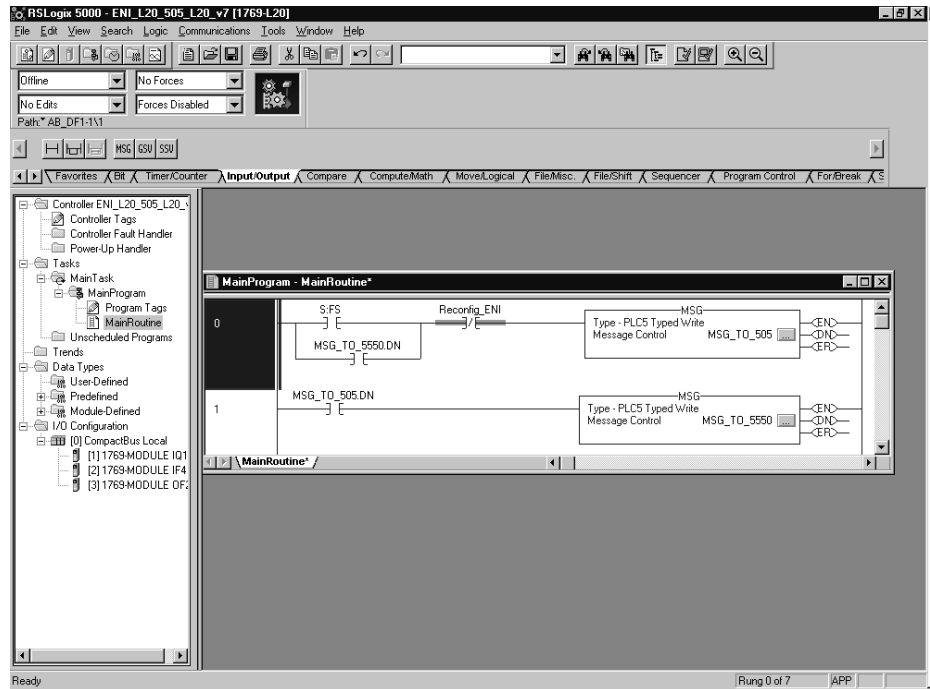 RSLogix 5000 - ENI_L20_505_L20_v7 [1769-L20]
File Edit View Search Logic Communications Tools Window Help
Offline No Forces
No Edits Forces Disabled
Path:* AB_DF1-1\1
MSG GSV SSV
Favorites Bit Timer/Counter Input/Output Compare Compute/Math Move/Logical File/Misc. File/Shift Sequencer Program Control For/Break S
Controller ENI_L20_505_L20_
Controller Tags
Controller Fault Handler
Power-Up Handler
Tasks
MainTask
MainProgram
Program Tags
MainRoutine
Unscheduled Programs
Trends
Data Types
User-Defined
Predefined
Module-Defined
I/O Configuration
[0] CompactBus Local
[1] 1769-MODULE IQ1
[2] 1769-MODULE IF4
[3] 1769-MODULE OF2
MainProgram - MainRoutine*
0
S:FS
Reconfig_ENI
MSG_TO_5550.DN
MSG
Type - PLC5 Typed Write
Message Control MSG_TO_505 ...
EN
DN
ER
1
MSG_TO_505.DN
MSG
Type - PLC5 Typed Write
Message Control MSG_TO_5550 ...
EN
DN
ER
MainRoutine*
Ready
Rung 0 of 7 APP